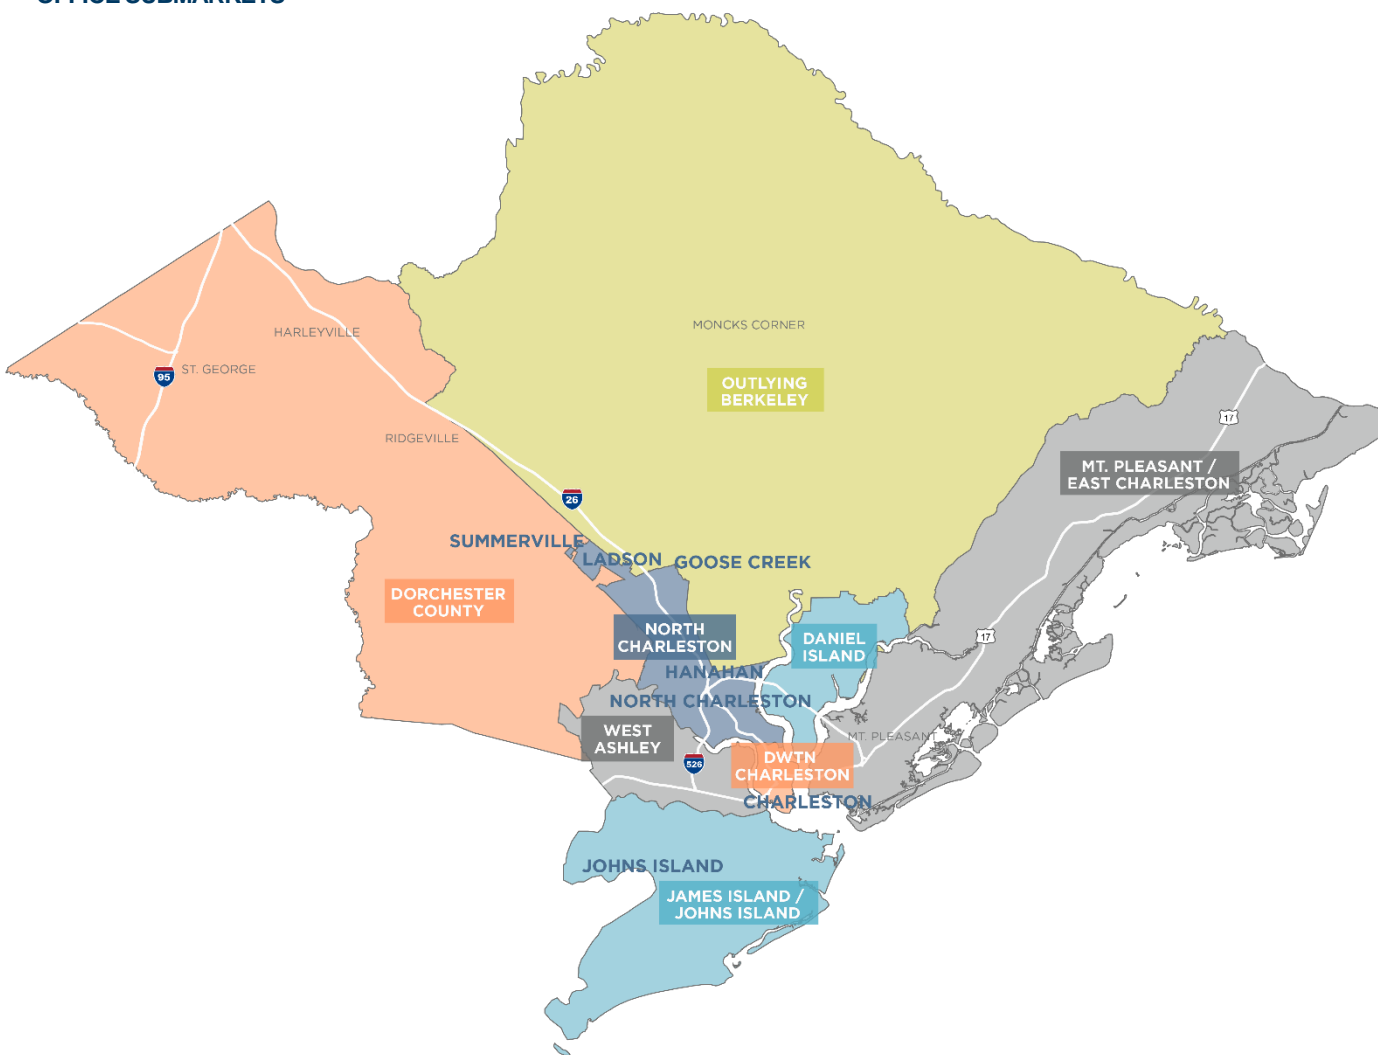 OFFICE SUBMARKETS
HARLEYVILLE
MONCKS CORNER
ST. GEORGE
95
OUTLYING
BERKELEY
17
RIDGEVILLE
MT. PLEASANT /
EAST CHARLESTON
26
SUMMERVILLE
LADSON
GOOSE CREEK
DORCHESTER
COUNTY
NORTH
CHARLESTON
DANIEL
ISLAND
17
HANAHAN
NORTH CHARLESTON
WEST
ASHLEY
MT. PLEASANT
526
DWTN
CHARLESTON
CHARLESTON
JOHNS ISLAND
JAMES ISLAND /
JOHNS ISLAND